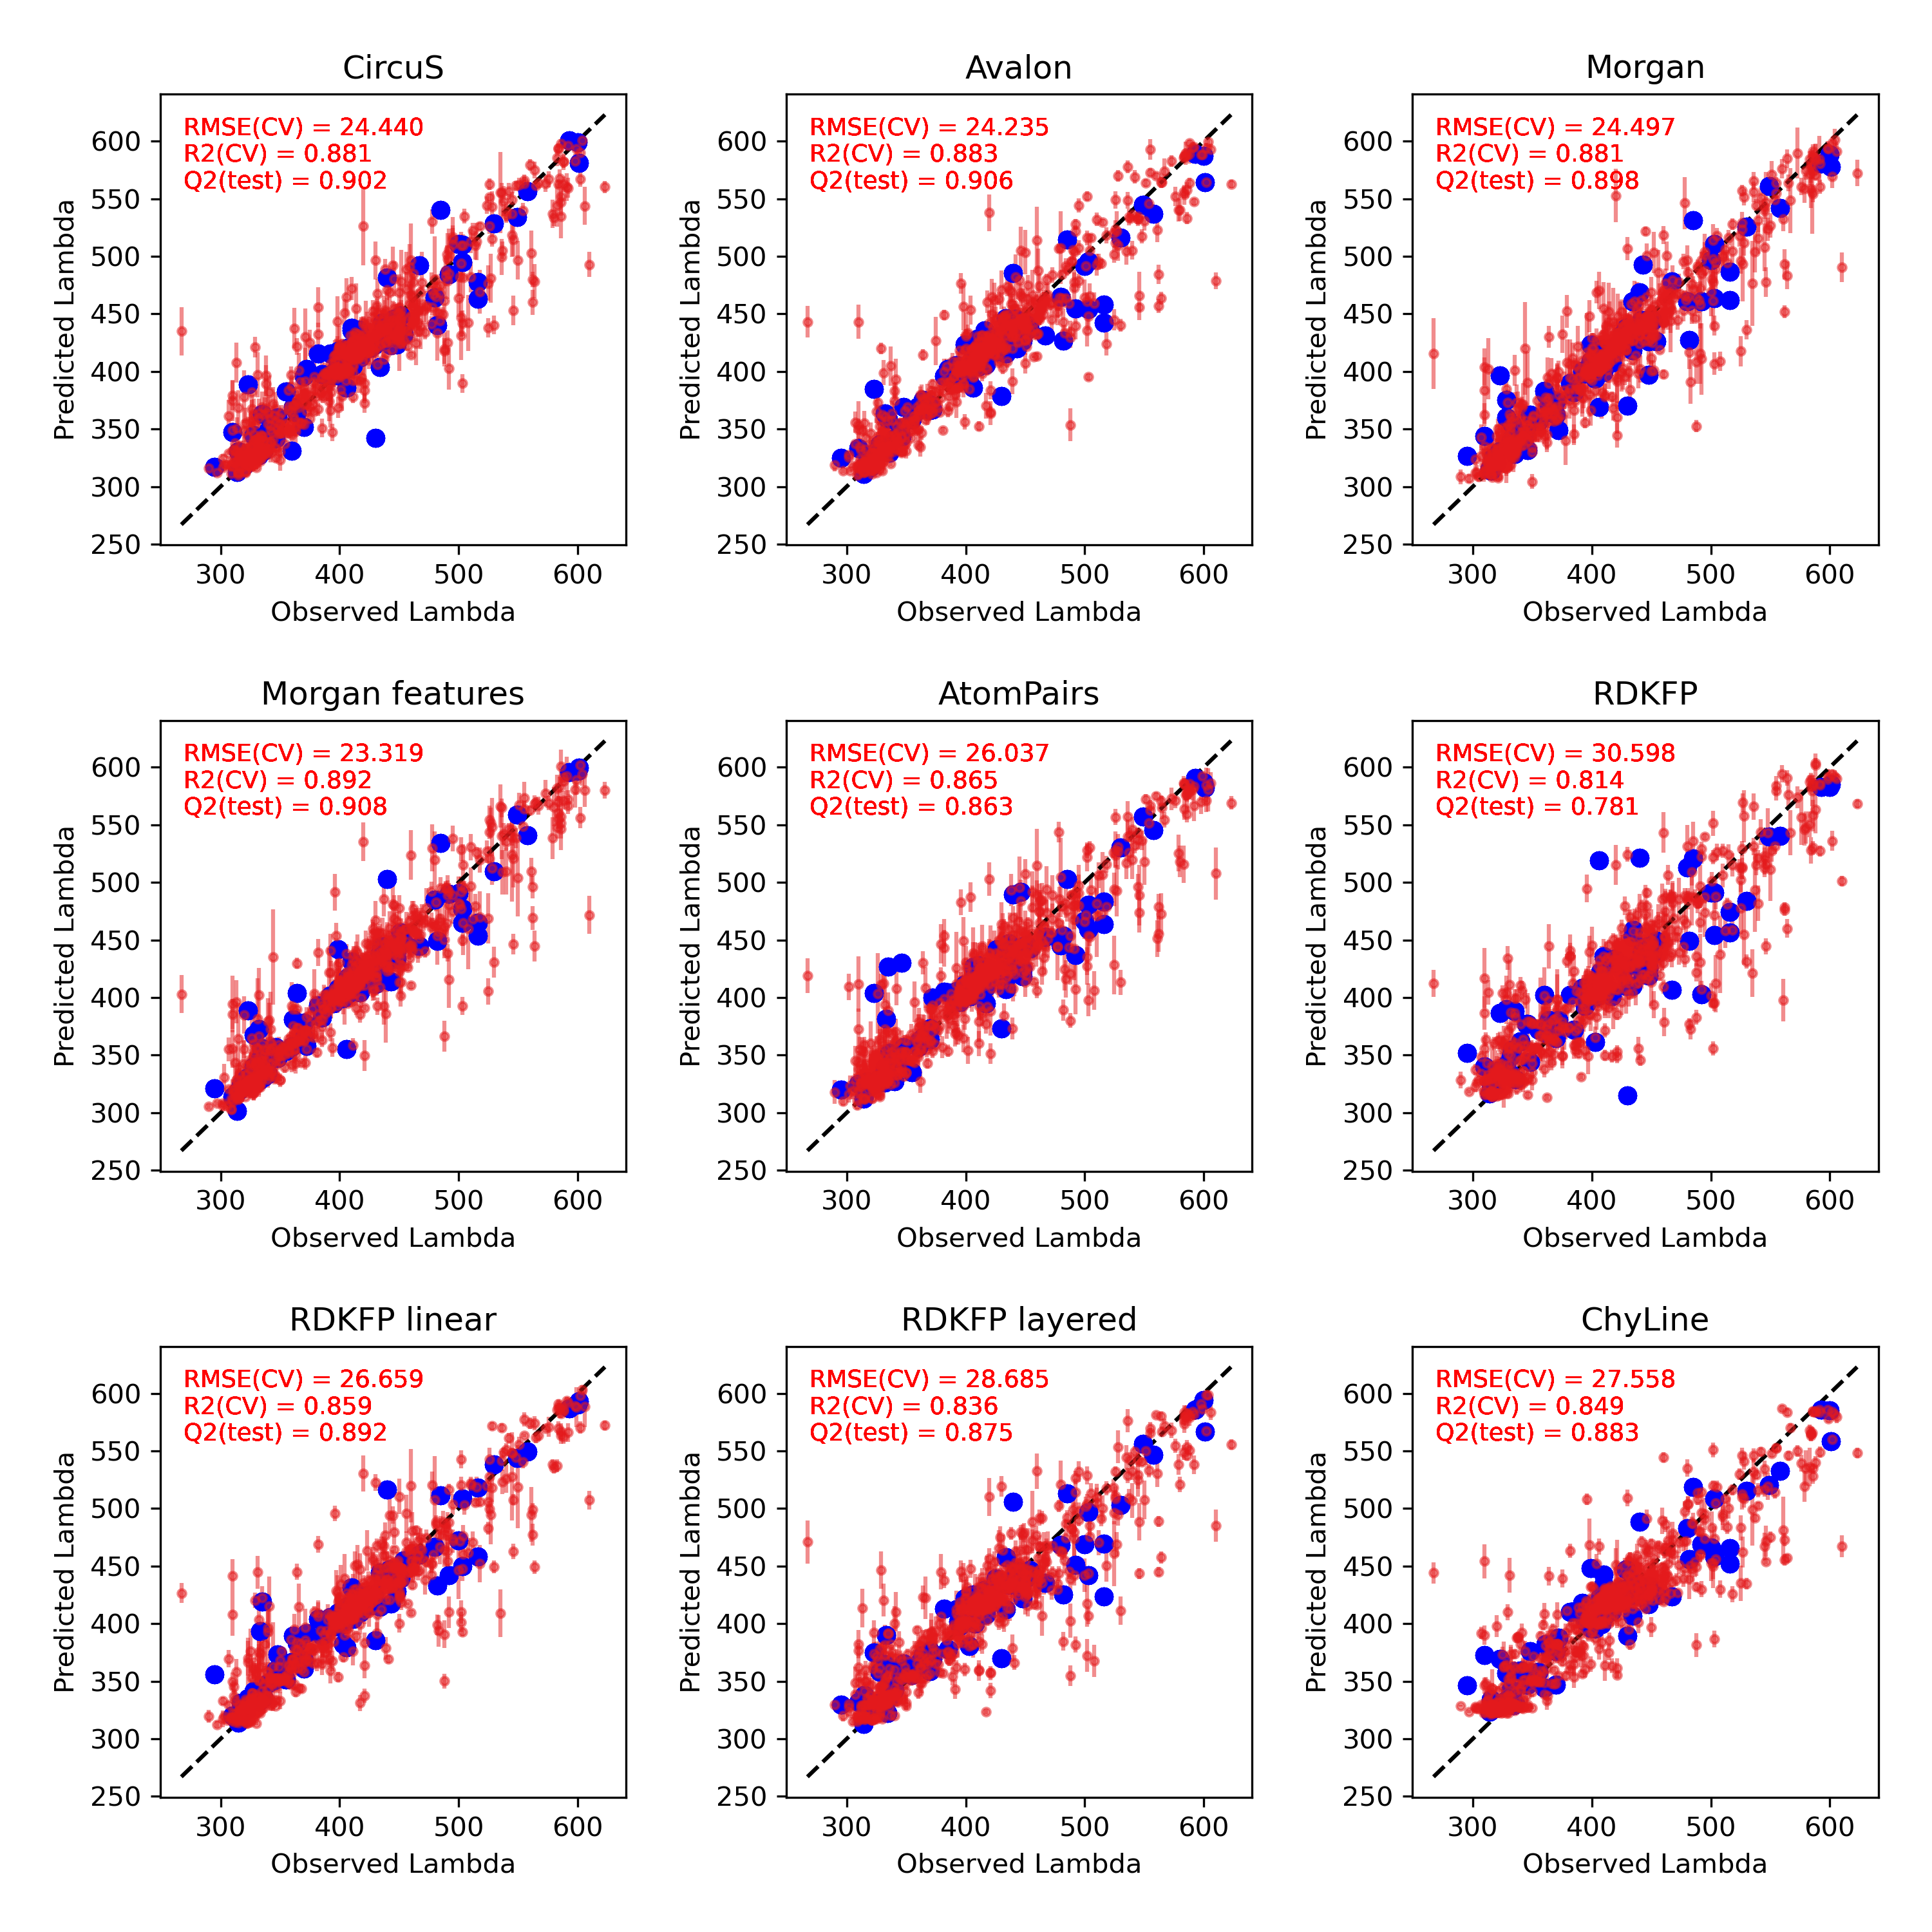 CircuS
RMSE(CV) = 24.440
R2(CV) = 0.881
Q2(test) = 0.902
600
550
500
450
400
350
300
250
300 400 500 600
Predicted Lambda
Observed Lambda
Avalon
RMSE(CV) = 24.235
R2(CV) = 0.883
Q2(test) = 0.906
600
550
500
450
400
350
300
250
300 400 500 600
Predicted Lambda
Observed Lambda
Morgan
RMSE(CV) = 24.497
R2(CV) = 0.881
Q2(test) = 0.898
600
550
500
450
400
350
300
250
300 400 500 600
Predicted Lambda
Observed Lambda
Morgan features
RMSE(CV) = 23.319
R2(CV) = 0.892
Q2(test) = 0.908
600
550
500
450
400
350
300
250
300 400 500 600
Predicted Lambda
Observed Lambda
AtomPairs
RMSE(CV) = 26.037
R2(CV) = 0.865
Q2(test) = 0.863
600
550
500
450
400
350
300
250
300 400 500 600
Predicted Lambda
Observed Lambda
RDKFP
RMSE(CV) = 30.598
R2(CV) = 0.814
Q2(test) = 0.781
600
550
500
450
400
350
300
250
300 400 500 600
Predicted Lambda
Observed Lambda
RDKFP linear
RMSE(CV) = 26.659
R2(CV) = 0.859
Q2(test) = 0.892
600
550
500
450
400
350
300
250
300 400 500 600
Predicted Lambda
Observed Lambda
RDKFP layered
RMSE(CV) = 28.685
R2(CV) = 0.836
Q2(test) = 0.875
600
550
500
450
400
350
300
250
300 400 500 600
Predicted Lambda
Observed Lambda
ChyLine
RMSE(CV) = 27.558
R2(CV) = 0.849
Q2(test) = 0.883
600
550
500
450
400
350
300
250
300 400 500 600
Predicted Lambda
Observed Lambda